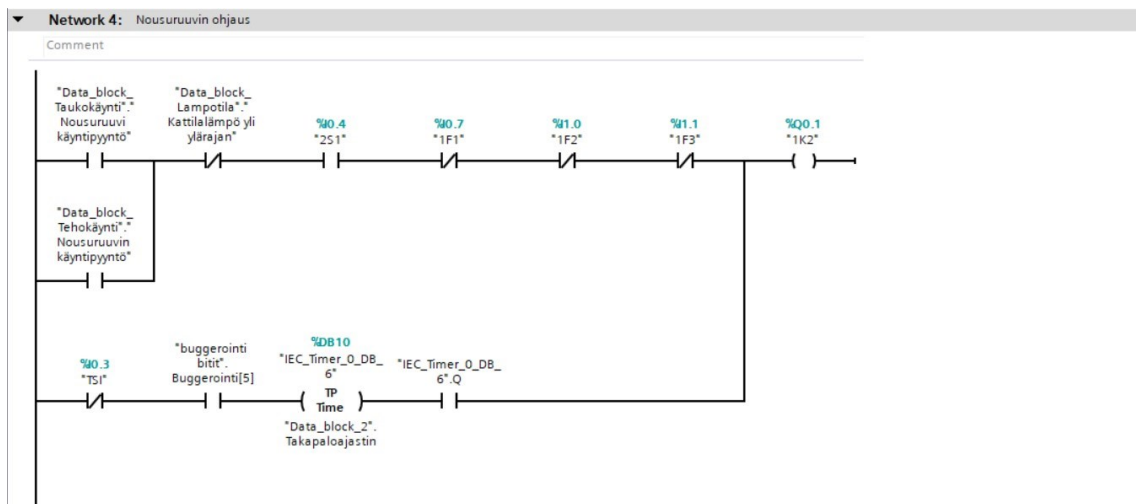 Network 4: Nousuruuvin ohjaus
Comment
"Data_block_
Taukokäynti"."
Nousuruuvi
käyntipyyntö"
"Data_block_
Lampotila"."
Kattilalämpö yli
ylärajan"
%I0.4
"2S1"
%I0.7
"1F1"
%I1.0
"1F2"
%I1.1
"1F3"
%Q0.1
"1K2"
"Data_block_
Tehokäynti"."
Nousuruuvin
käyntipyyntö"
%I0.3
"TSI"
"buggerointi
bitit".
Buggerointi[5]
%DB10
"IEC_Timer_0_DB_
6"
TP
Time
"Data_block_2".
Takapaloajastin
"IEC_Timer_0_DB_
6".Q